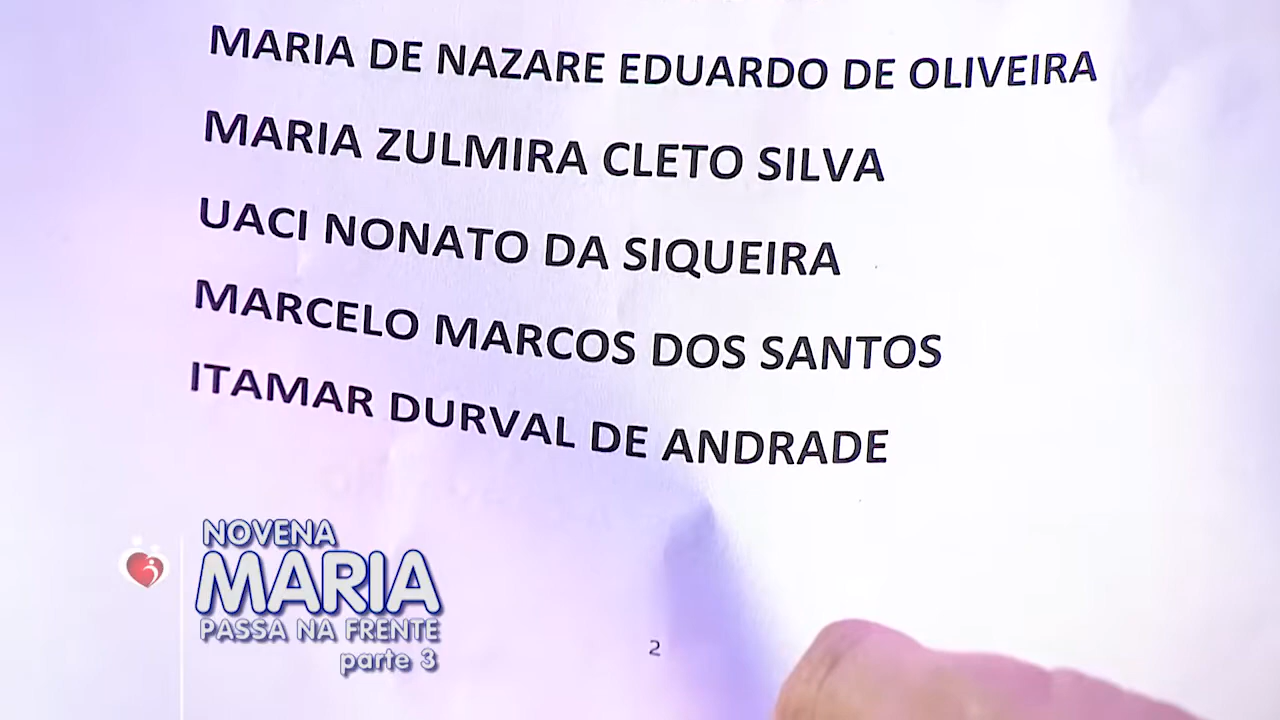 MARIA DE NAZARE EDUARDO DE OLIVEIRA
MARIA ZULMIRA CLETO SILVA
UACI NONATO DA SIQUEIRA
MARCELO MARCOS DOS SANTOS
ITAMAR DURVAL DE ANDRADE
NOVENA
MARIA
PASSA NA FRENTE
parte 3
2